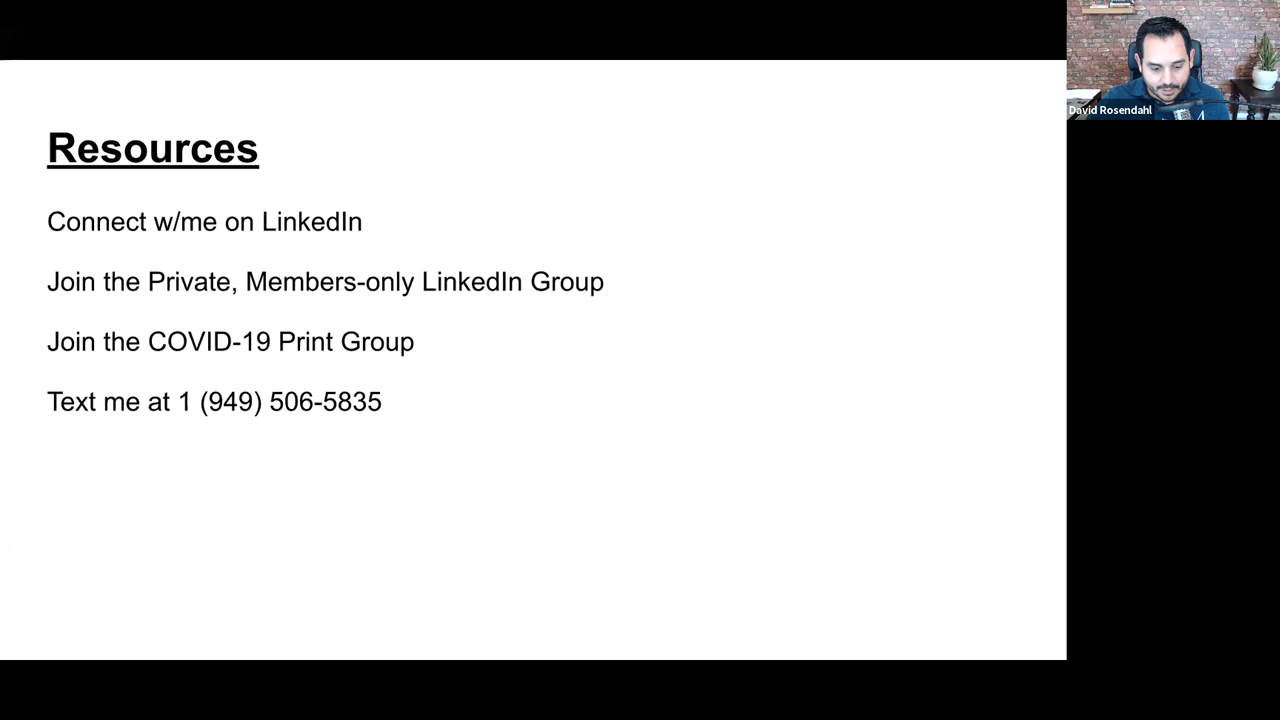 Resources
Connect w/me on LinkedIn
Join the Private, Members-only LinkedIn Group
Join the COVID-19 Print Group
Text me at 1 (949) 506-5835
David Rosendahl